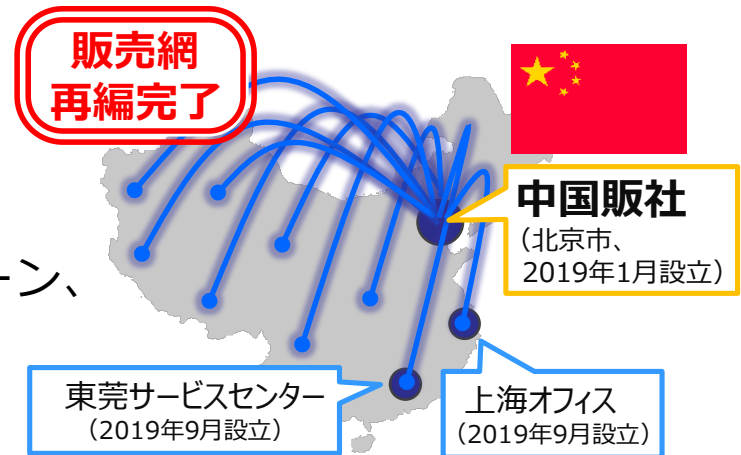 販売網
再編完了
中国販社
（北京市、
2019年1月設立）
ーン、
東莞サービスセンター
（2019年9月設立）
上海オフィス
（2019年9月設立）